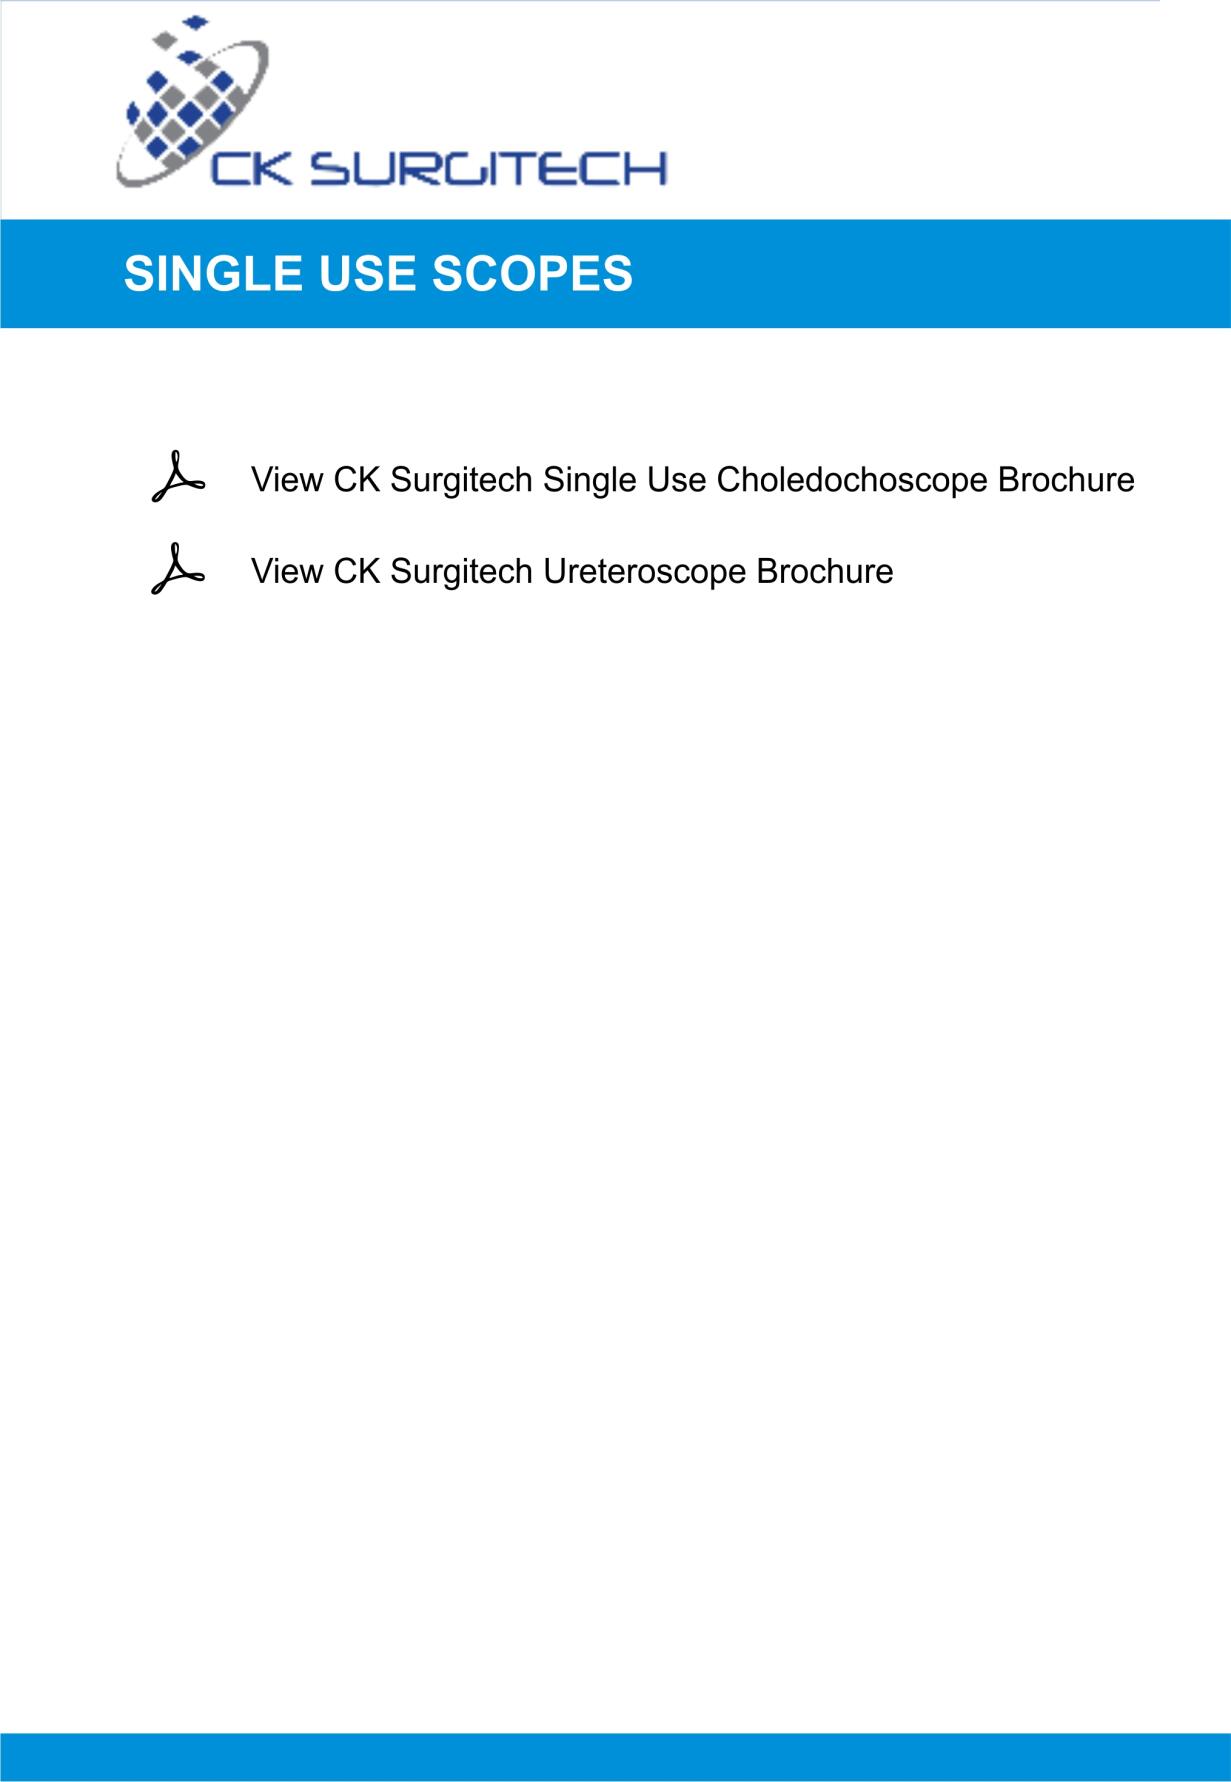 CK SURGITECH
SINGLE USE SCOPES
View CK Surgitech Single Use Choledochoscope Brochure
View CK Surgitech Ureteroscope Brochure